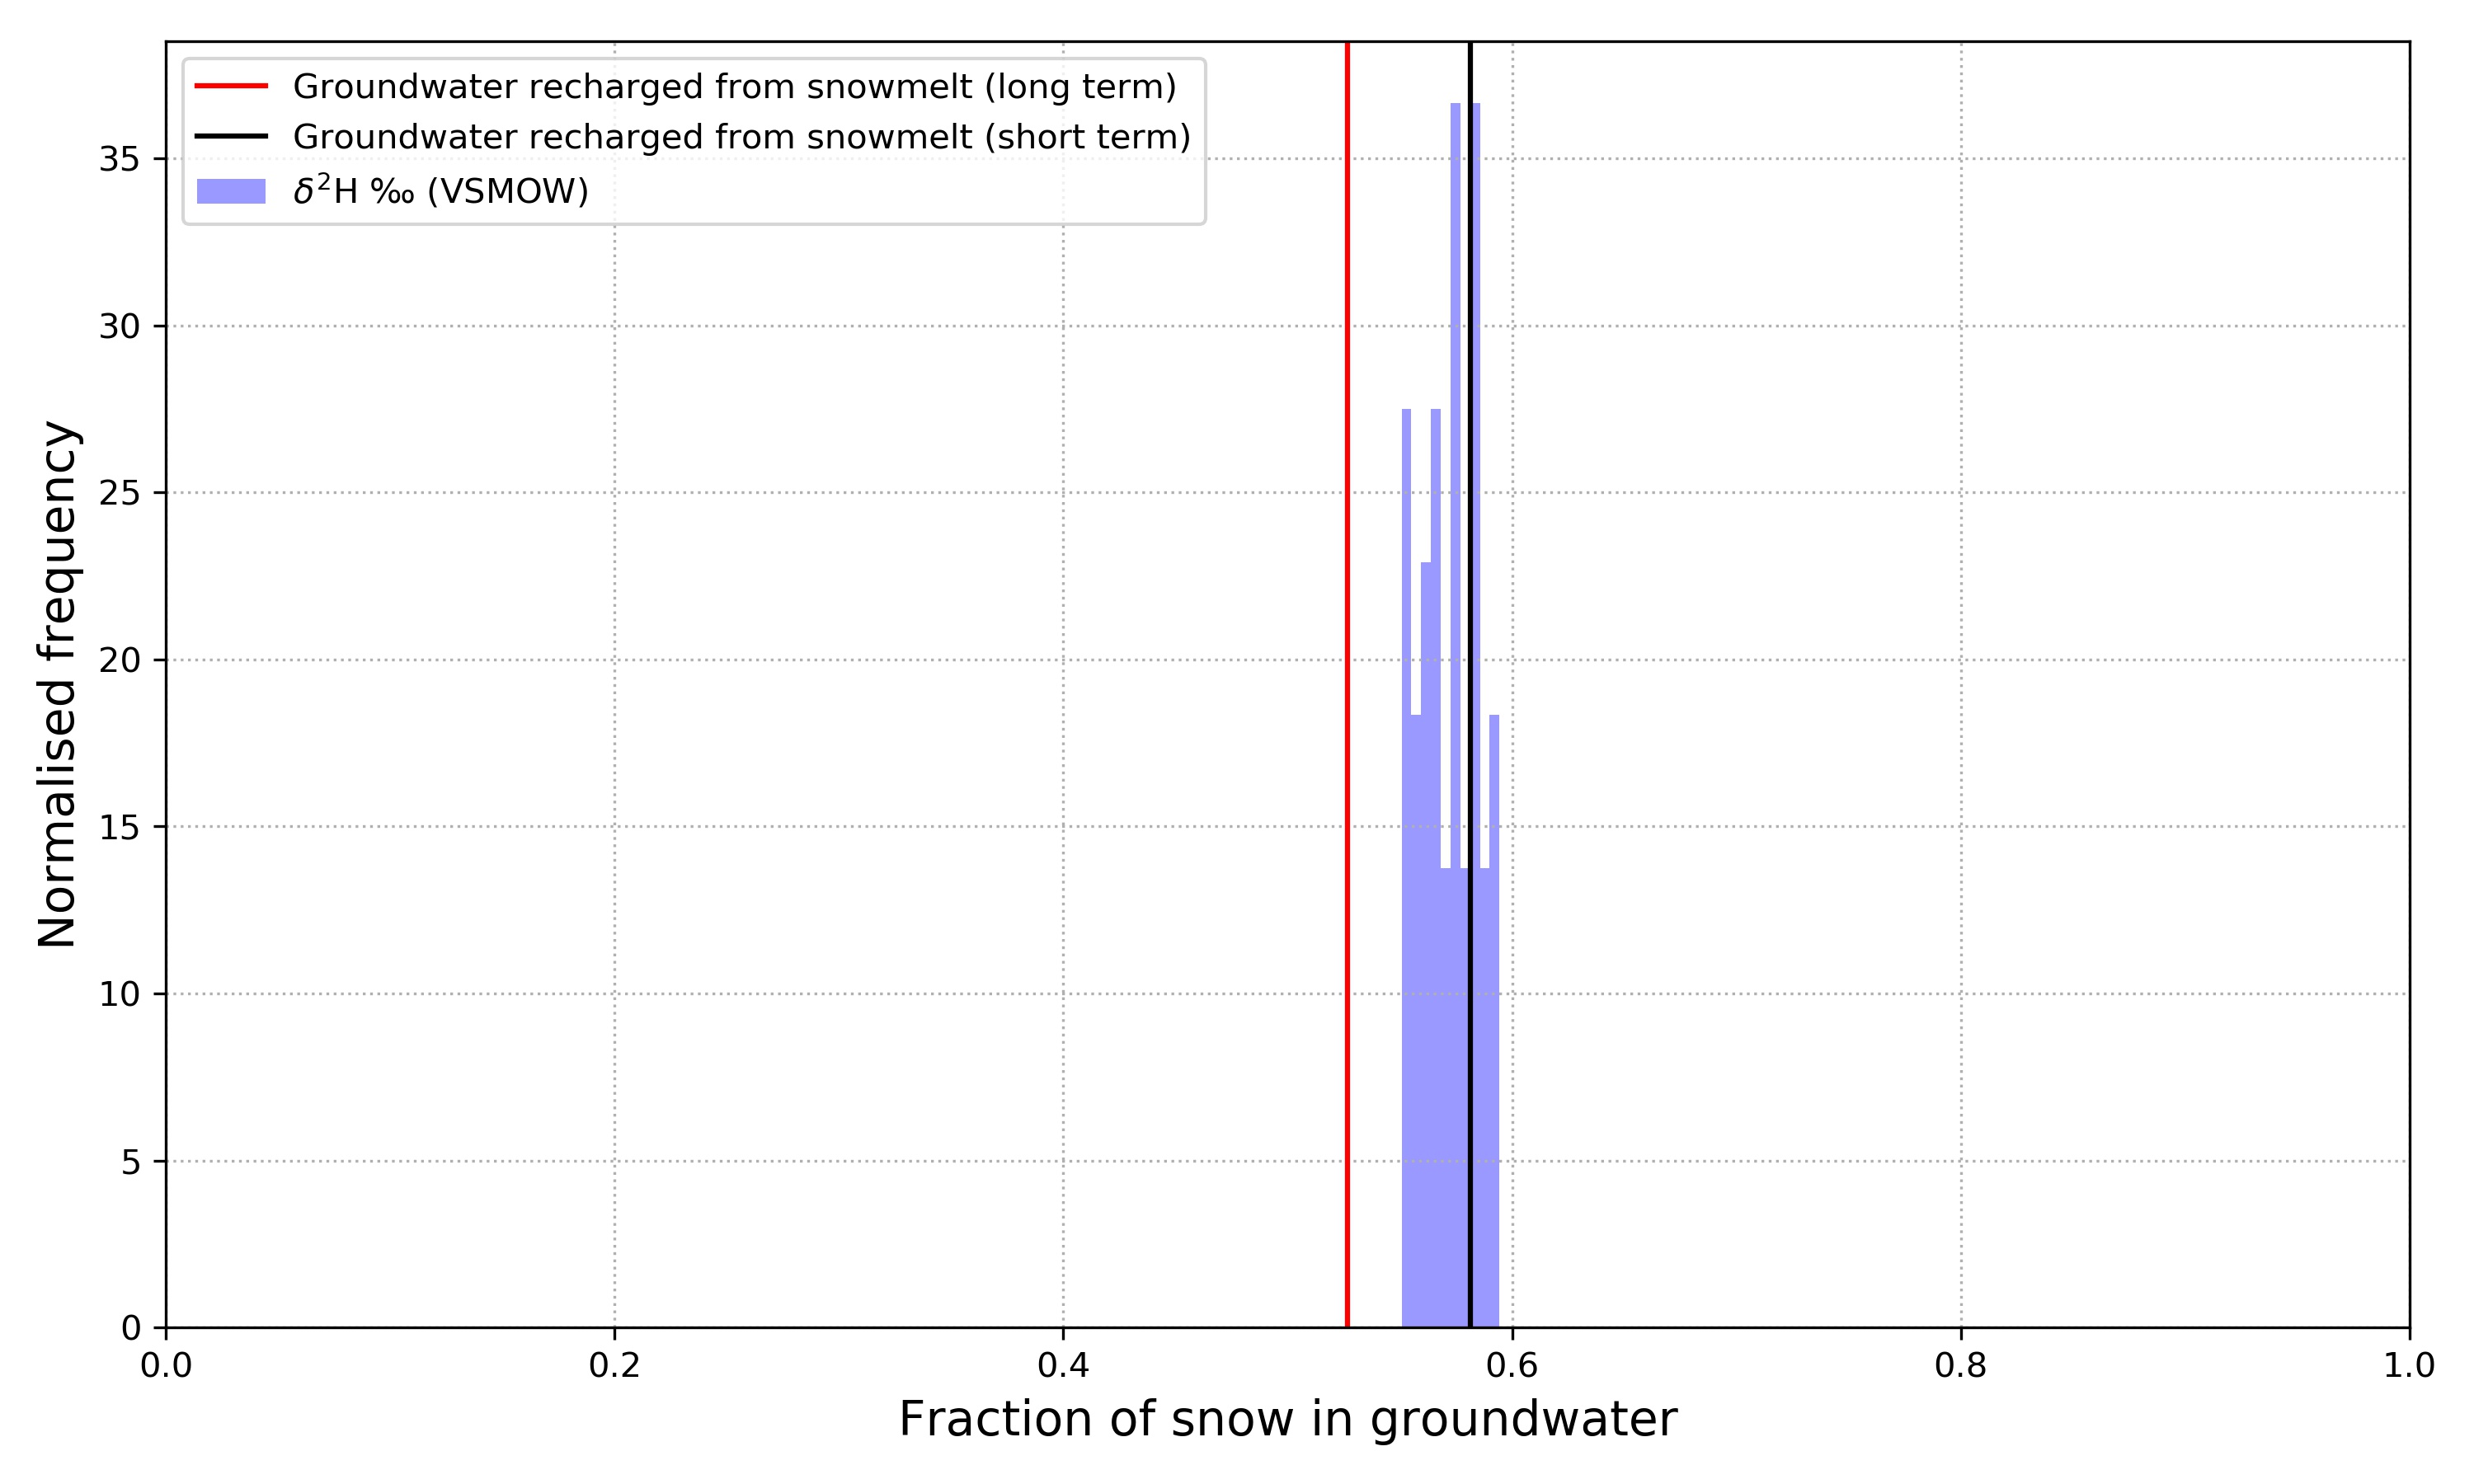 Groundwater recharged from snowmelt (long term)
Groundwater recharged from snowmelt (short term)
δ²H ‰ (VSMOW)
Normalised frequency
35
30
25
20
15
10
5
0
0.0 0.2 0.4 0.6 0.8 1.0
Fraction of snow in groundwater